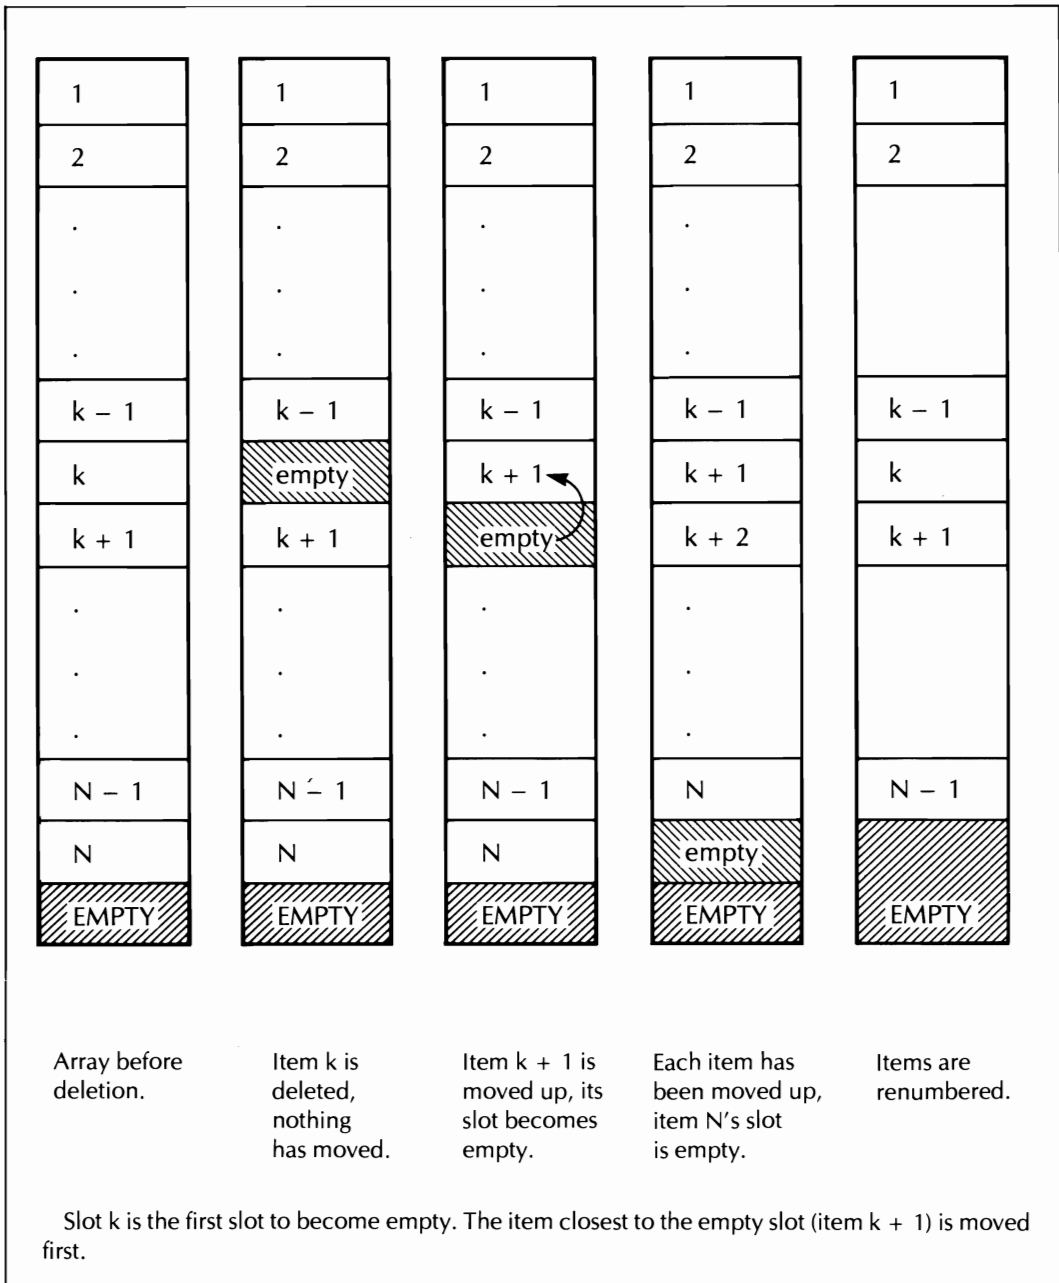 1
2
.
.
.
k – 1
k
k + 1
.
.
.
N – 1
N
EMPTY
1
2
.
.
.
k – 1
empty
k + 1
.
.
.
N – 1
N
EMPTY
1
2
.
.
.
k – 1
k + 1
empty
.
.
.
N – 1
N
EMPTY
1
2
.
.
.
k – 1
k + 1
k + 2
.
.
.
N
empty
EMPTY
1
2
k – 1
k
k + 1
N – 1
EMPTY
Array before
deletion.
Item k is
deleted,
nothing
has moved.
Item k + 1 is
moved up, its
slot becomes
empty.
Each item has
been moved up,
item N's slot
is empty.
Items are
renumbered.
Slot k is the first slot to become empty. The item closest to the empty slot (item k + 1) is moved
first.